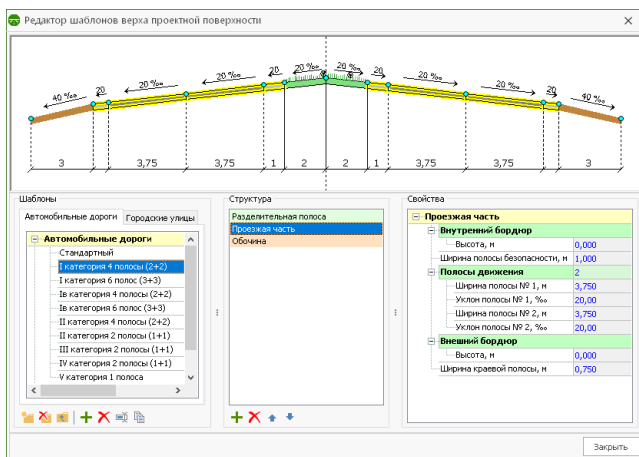 Редактор шаблонов верха проектной поверхности
40 ‰ 20 20 ‰ 20 ‰ 20 20 ‰ 20 ‰ 20 20 ‰ 20 ‰ 20 40 ‰
3 3,75 3,75 1 2 2 1 3,75 3,75 3
Шаблоны
Автомобильные дороги Городские улицы
Автомобильные дороги
Стандартный
I категория 4 полосы (2+2)
I категория 6 полос (3+3)
Iв категория 4 полосы (2+2)
Iв категория 6 полос (3+3)
II категория 4 полосы (2+2)
II категория 2 полосы (1+1)
III категория 2 полосы (1+1)
IV категория 2 полосы (1+1)
V категория 1 полоса
Структура
Разделительная полоса
Проезжая часть
Обочина
Свойства
Проезжая часть
Внутренний бордюр
Высота, м 0,000
Ширина полосы безопасности, м 1,000
Полосы движения 2
Ширина полосы № 1, м 3,750
Уклон полосы № 1, ‰ 20,00
Ширина полосы № 2, м 3,750
Уклон полосы № 2, ‰ 20,00
Внешний бордюр
Высота, м 0,000
Ширина краевой полосы, м 0,750
Закрыть